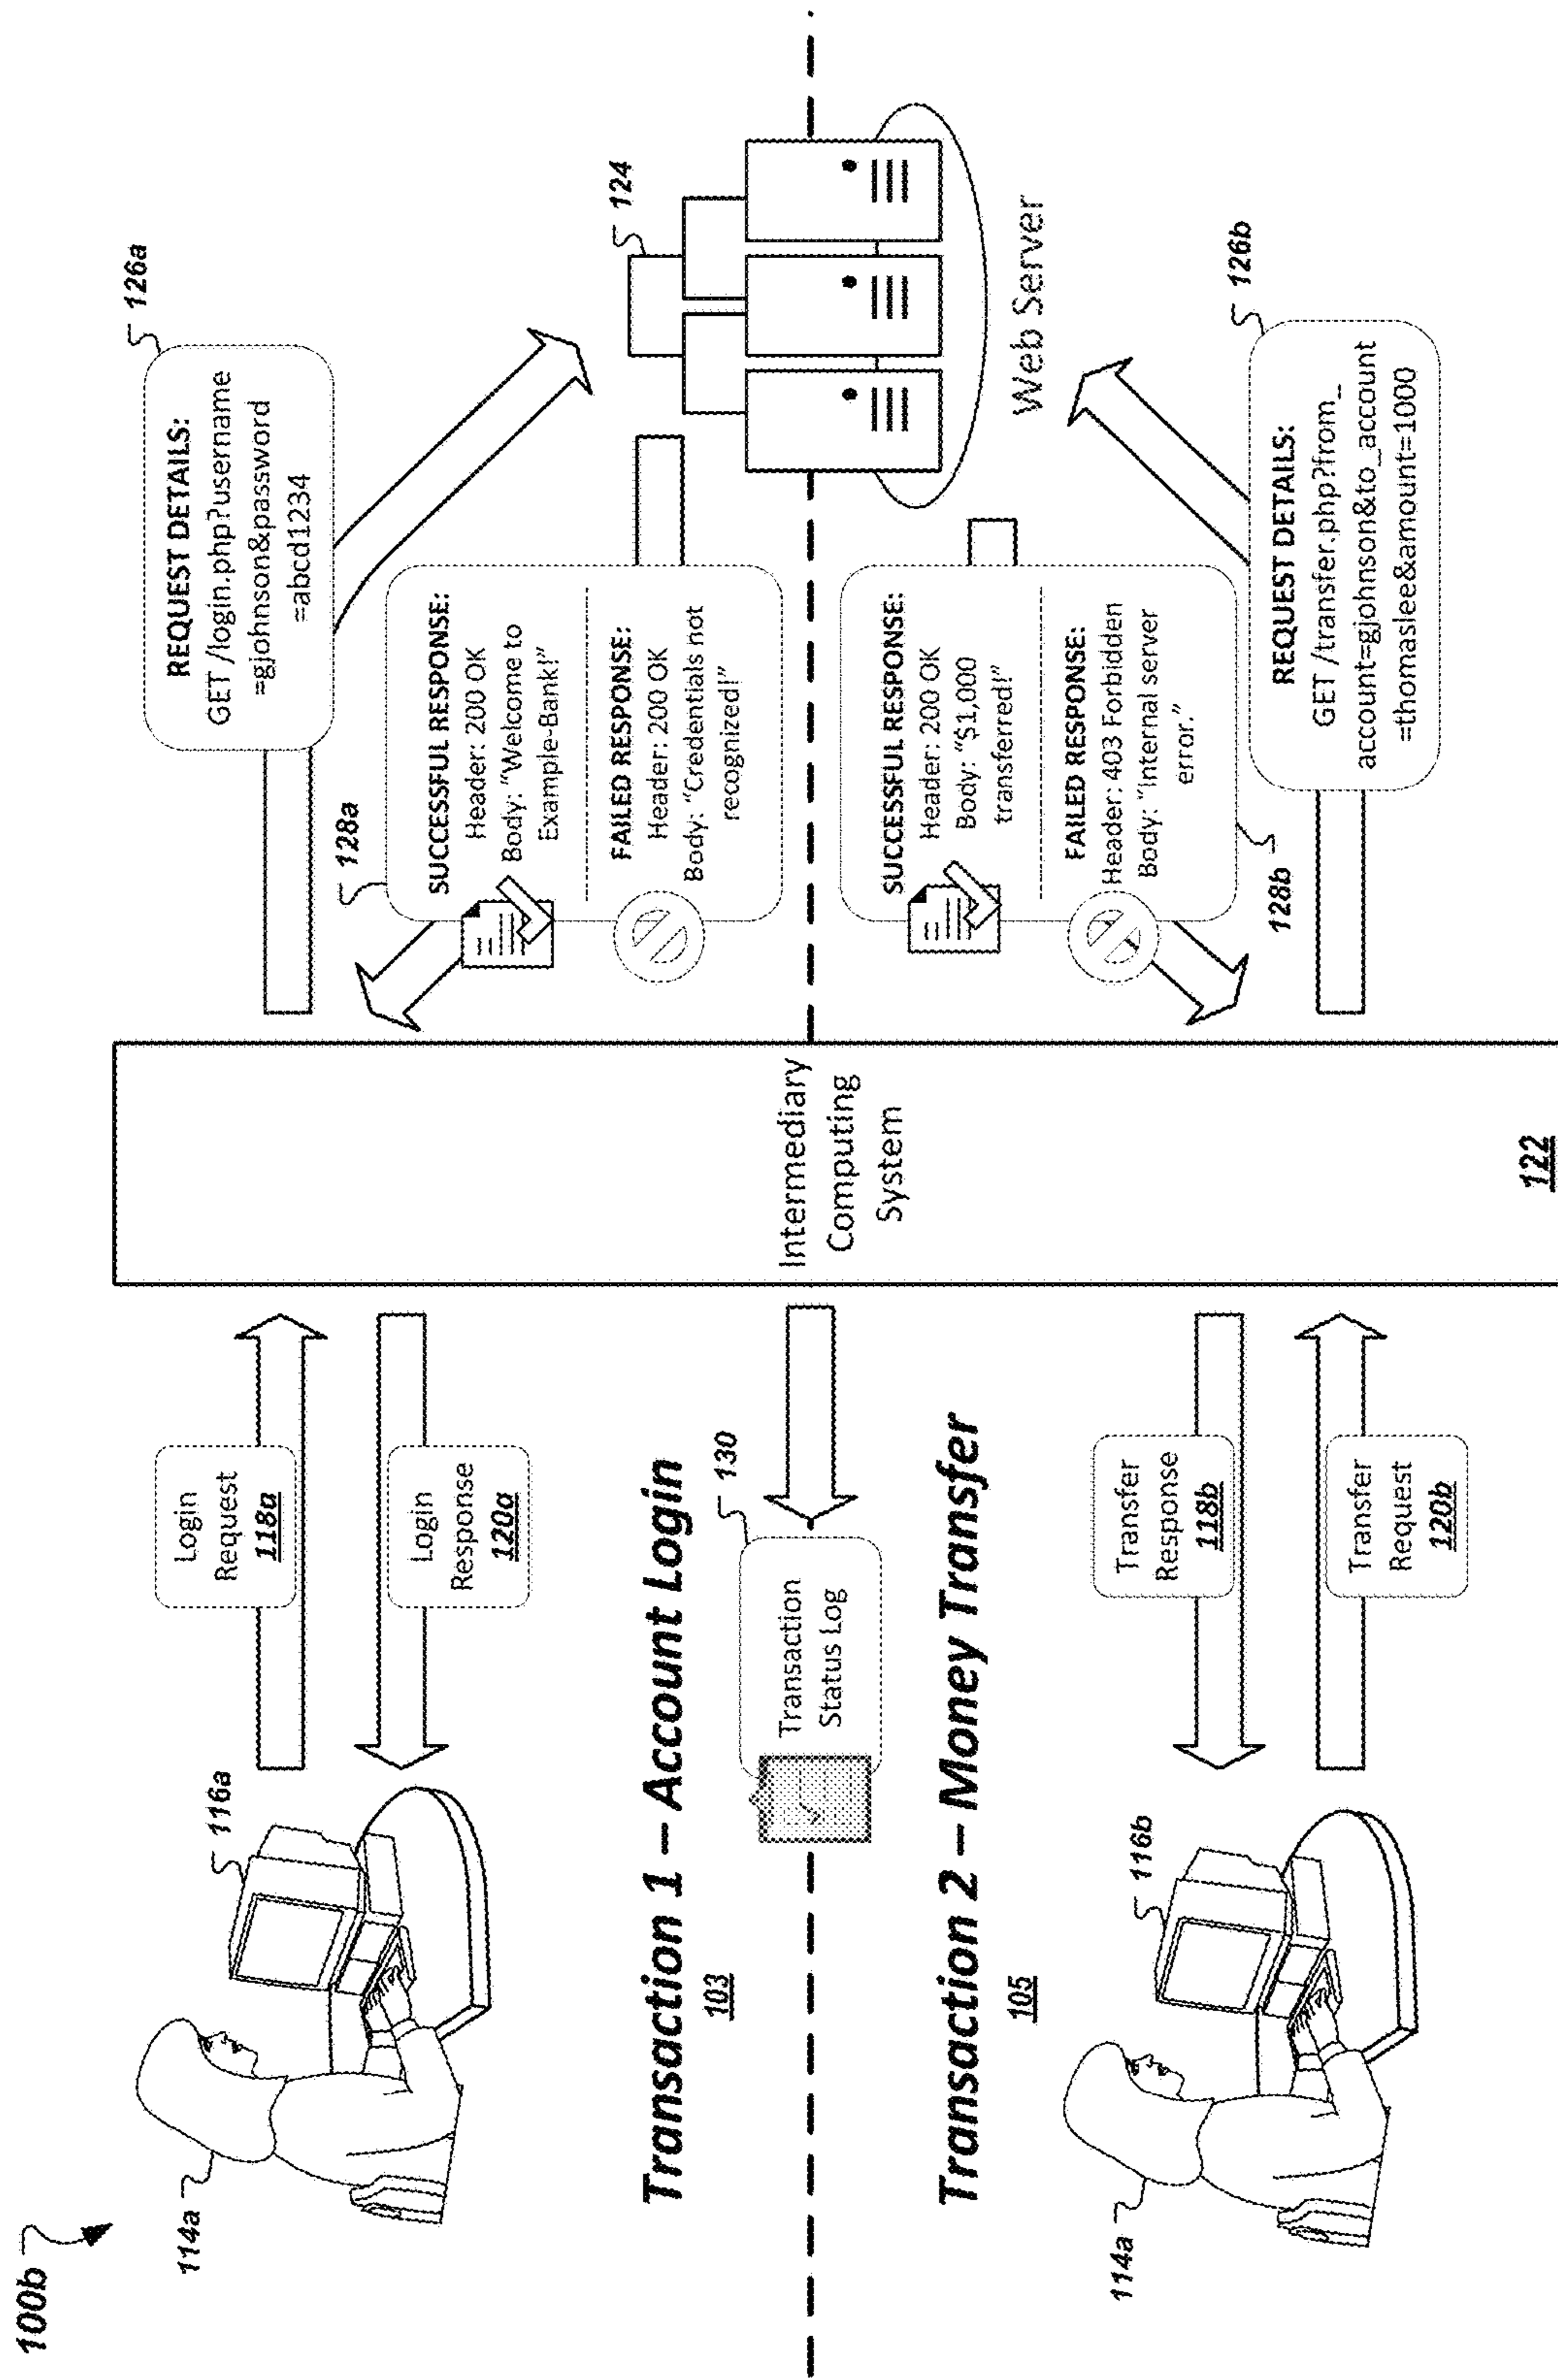 100b
114a
116a
Login
Request
118a
Login
Response
120a
126a
REQUEST DETAILS:
GET /login.php?username
=gjohnson&password
=abcd1234
128a
SUCCESSFUL RESPONSE:
Header: 200 OK
Body: “Welcome to
Example-Bank!”
FAILED RESPONSE:
Header: 200 OK
Body: “Credentials not
recognized!”
124
Web Server
Transaction 1 – Account Login
103
130
Transaction
Status Log
Intermediary
Computing
System
122
Transaction 2 – Money Transfer
105
114a
116b
Transfer
Response
118b
Transfer
Request
120b
SUCCESSFUL RESPONSE:
Header: 200 OK
Body: “$1,000
transferred!”
FAILED RESPONSE:
Header: 403 Forbidden
Body: “Internal server
error.”
128b
126b
REQUEST DETAILS:
GET /transfer.php?from_
account=gjohnson&to_account
=thomaslee&amount=1000